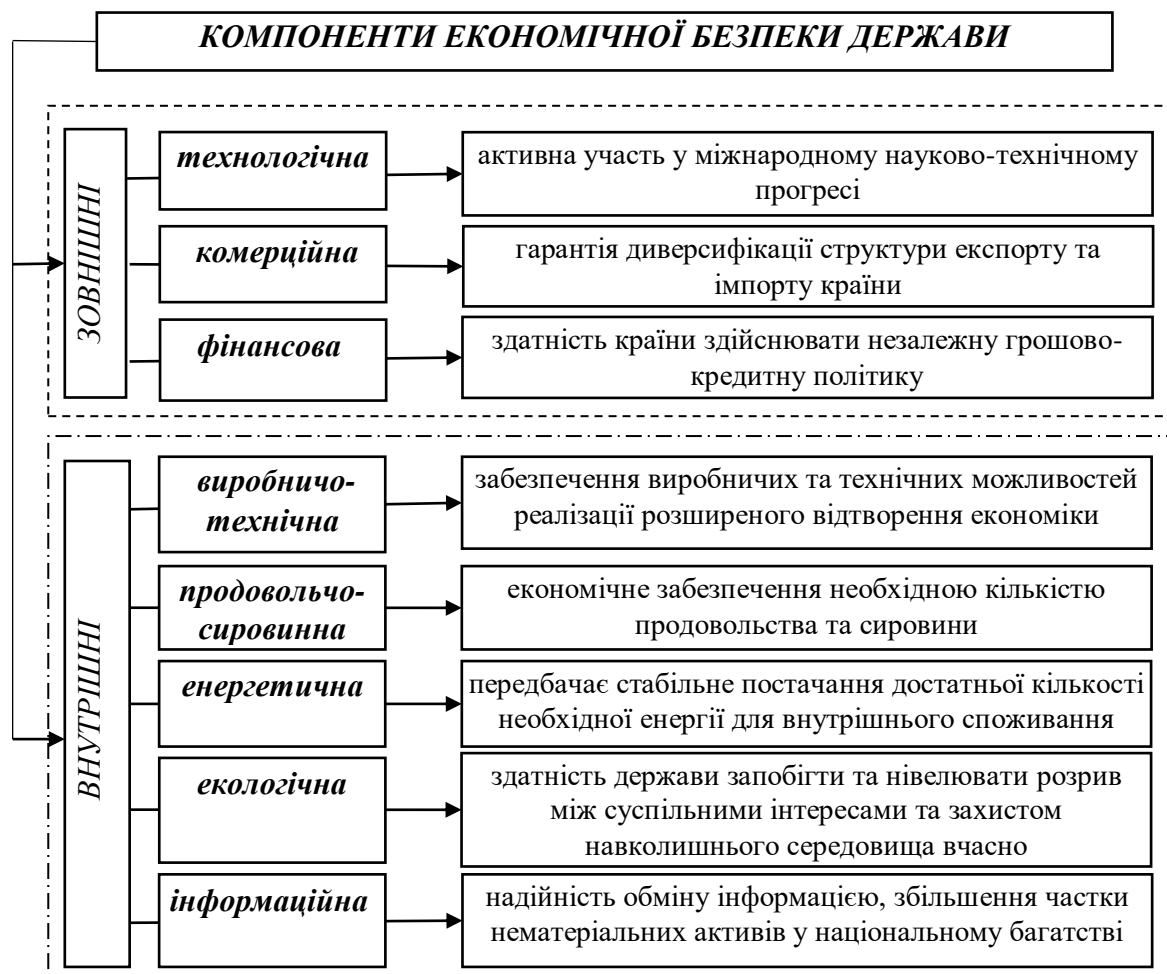 КОМПОНЕНТИ ЕКОНОМІЧНОЇ БЕЗПЕКИ ДЕРЖАВИ
ЗОВНІШНІ
технологічна
активна участь у міжнародному науково-технічному
прогресі
комерційна
гарантія диверсифікації структури експорту та
імпорту країни
фінансова
здатність країни здійснювати незалежну грошово-
кредитну політику
ВНУТРІШНІ
виробничо-
технічна
забезпечення виробничих та технічних можливостей
реалізації розширеного відтворення економіки
продовольчо-
сировинна
економічне забезпечення необхідною кількістю
продовольства та сировини
енергетична
передбачає стабільне постачання достатньої кількості
необхідної енергії для внутрішнього споживання
екологічна
здатність держави запобігти та нівелювати розрив
між суспільними інтересами та захистом
навколишнього середовища вчасно
інформаційна
надійність обміну інформацією, збільшення частки
нематеріальних активів у національному багатстві